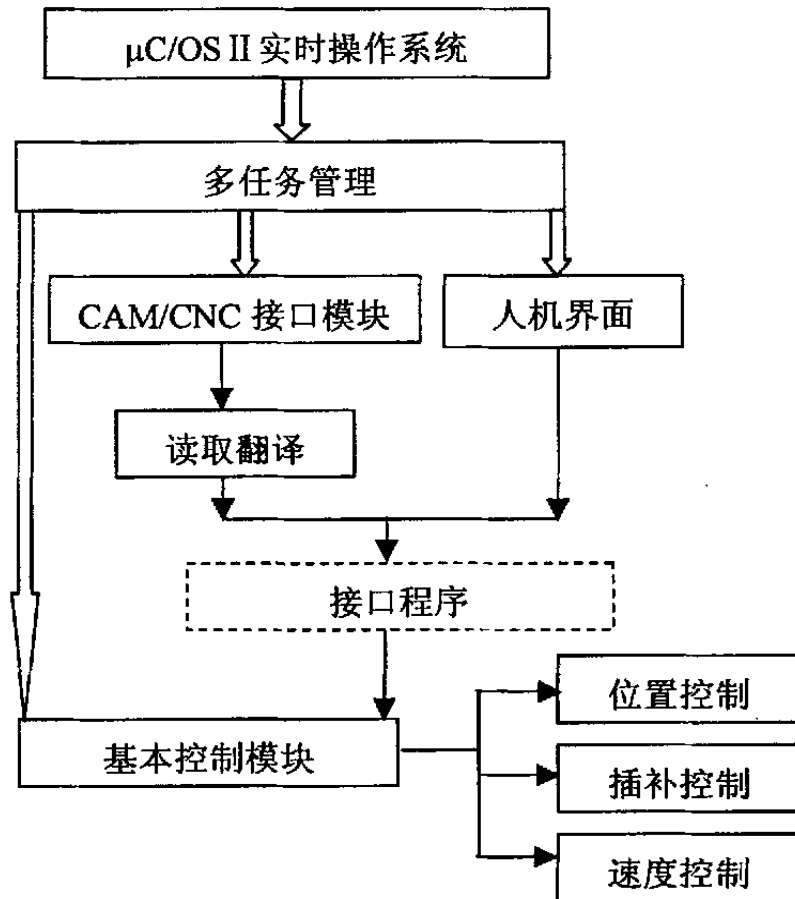 μC/OS II 实时操作系统
多任务管理
CAM/CNC 接口模块
人机界面
读取翻译
接口程序
位置控制
基本控制模块
插补控制
速度控制